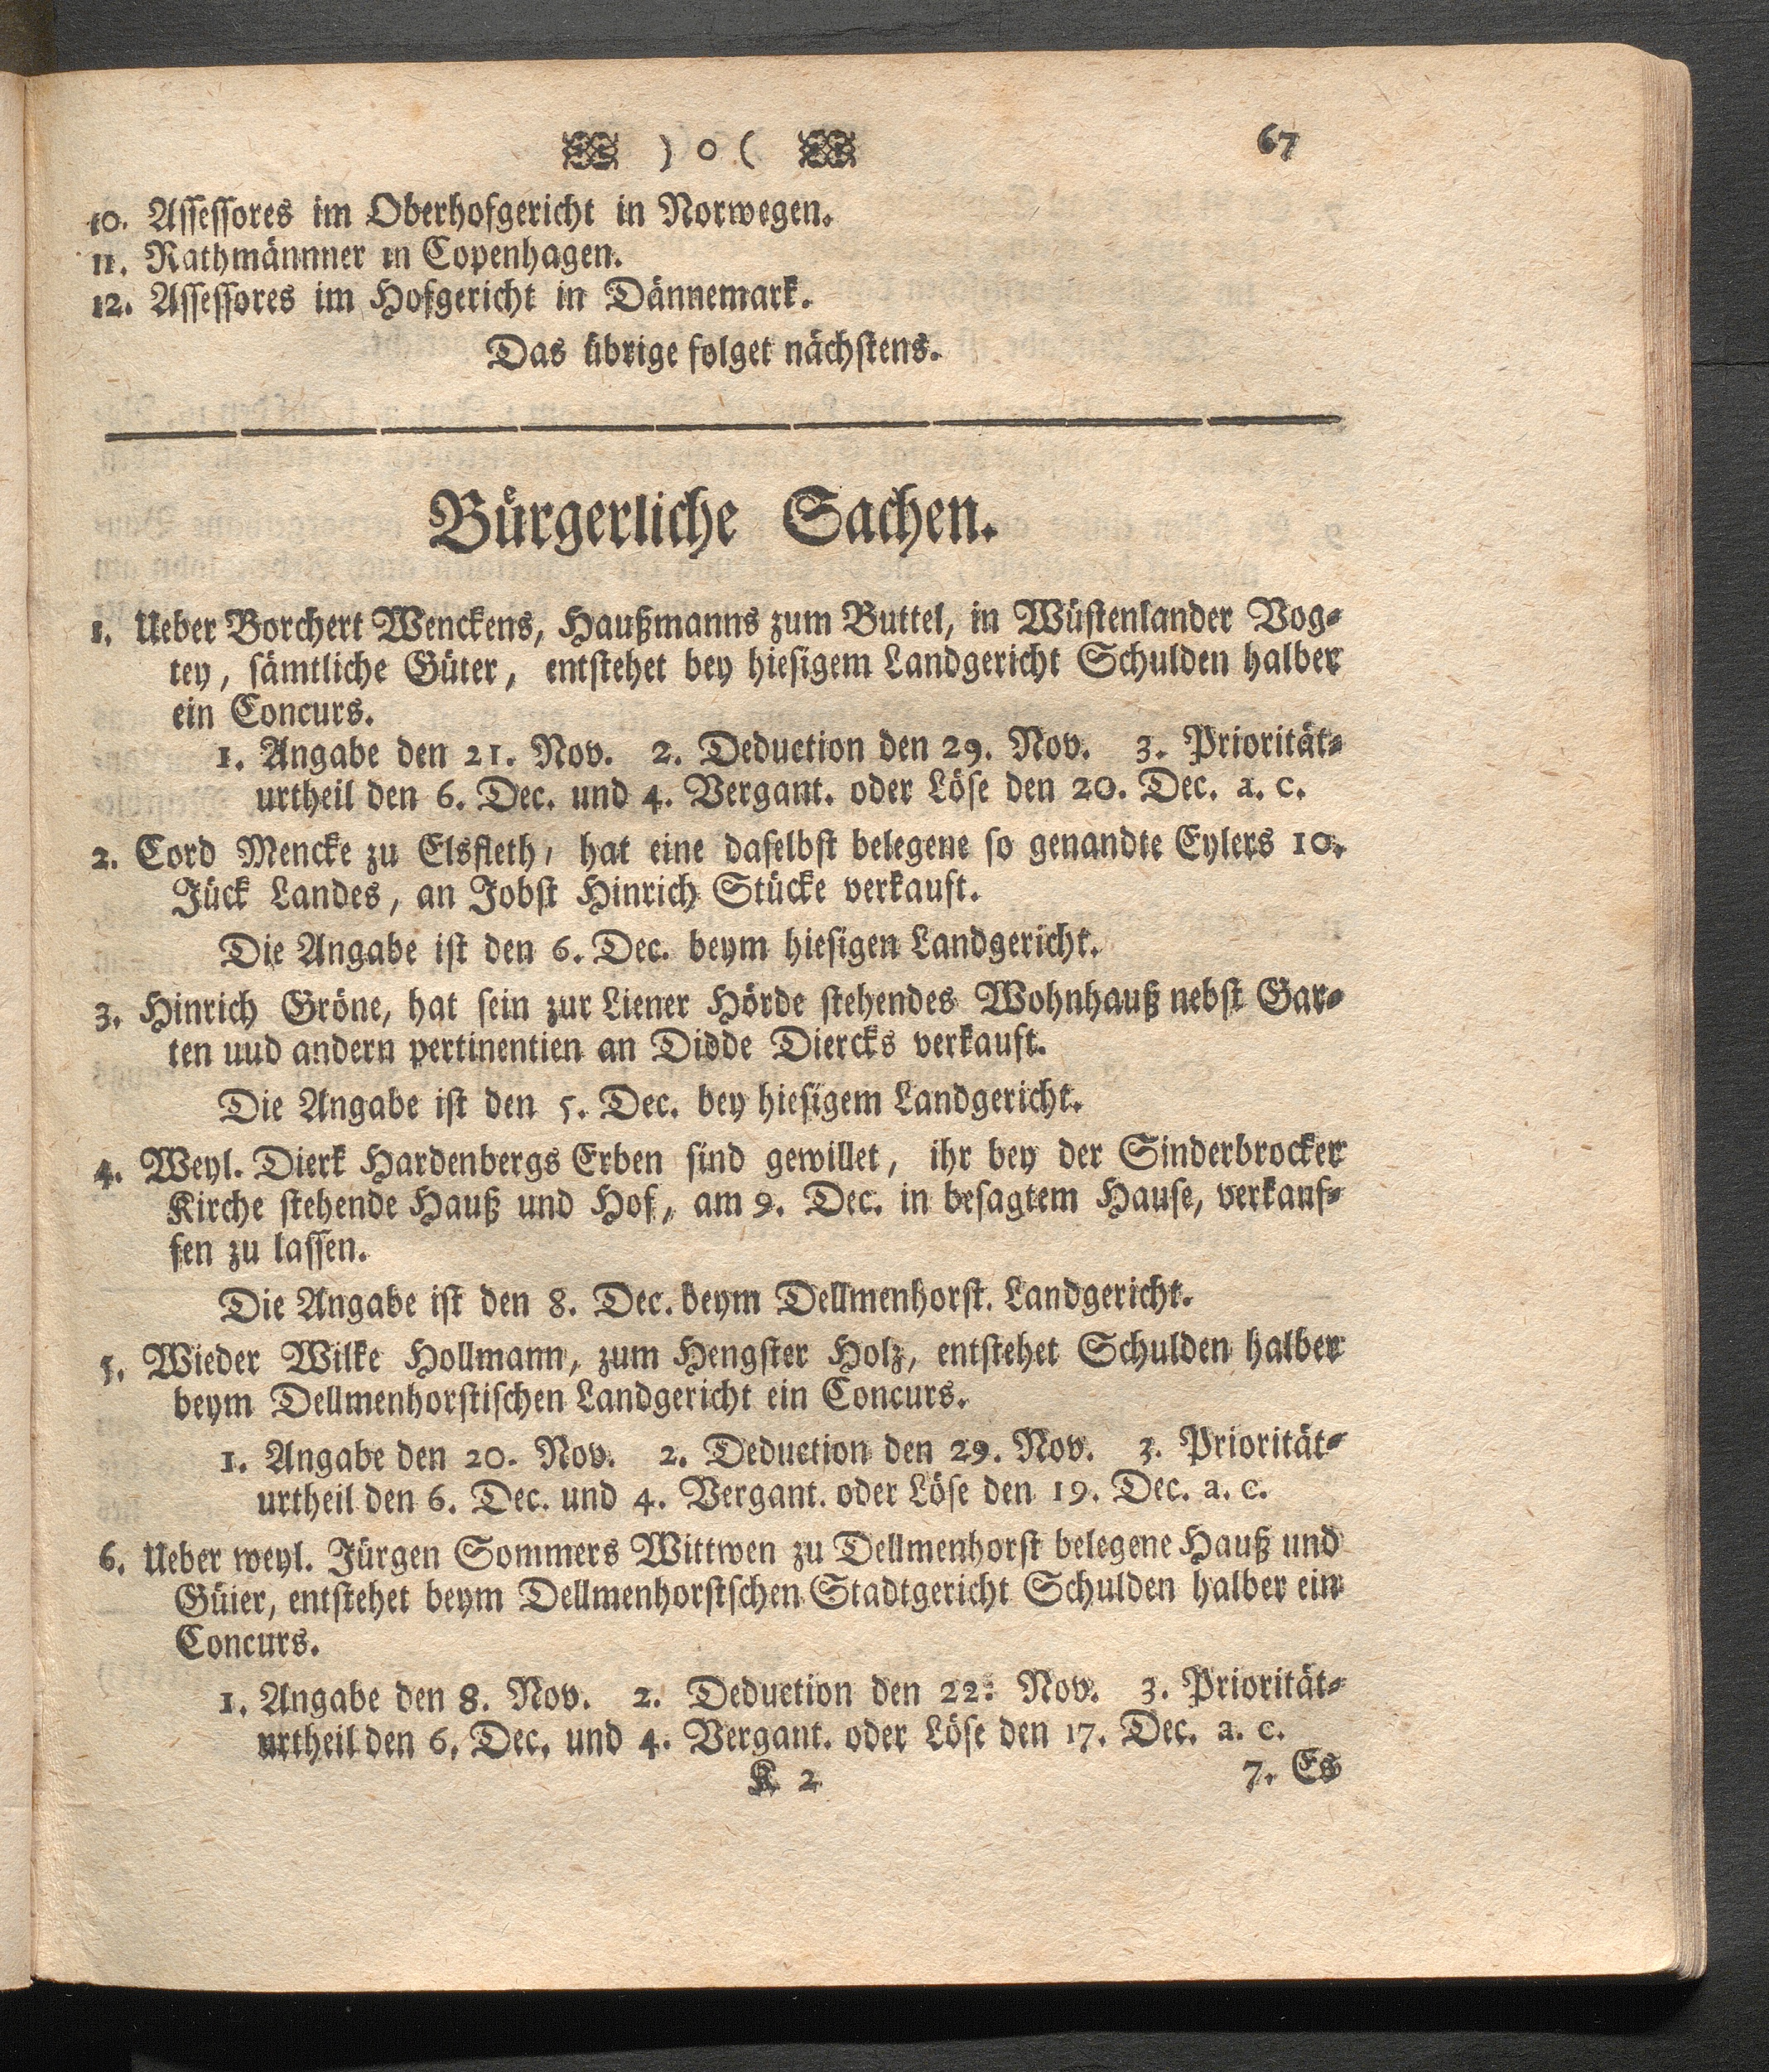 ) o ( 67
10. Assessores im Oberhofgericht in Norwegen.
11. Rathmännner in Copenhagen.
12. Assessores im Hofgericht in Dännemark.
Das übrige folget nächstens.
Bürgerliche Sachen.
1. Ueber Borchert Wenckens, Haußmanns zum Buttel, in Wüstenlander Vog-
tey, sämtliche Güter, entstehet bey hiesigem Landgericht Schulden halber
ein Concurs.
1. Angabe den 21. Nov. 2. Deduction den 29. Nov. 3. Priorität-
urtheil den 6. Dec. und 4. Vergant. oder Löse den 20. Dec. a. c.
2. Cord Mencke zu Elsfleth, hat eine daselbst belegene so genandte Eylers 10.
Jück Landes, an Jobst Hinrich Stücke verkauft.
Die Angabe ist den 6. Dec. beym hiesigen Landgericht.
3. Hinrich Gröne, hat sein zur Liener Hörde stehendes Wohnhauß nebst Gar-
ten uud andern pertinentien an Didde Diercks verkauft.
Die Angabe ist den 5. Dec. bey hiesigem Landgericht.
4. Weyl. Dierk Hardenbergs Erben sind gewillet, ihr bey der Sinderbrocker
Kirche stehende Hauß und Hof, am 9. Dec. in besagtem Hause, verkauf-
fen zu lassen.
Die Angabe ist den 8. Dec. beym Dellmenhorst. Landgericht.
5. Wieder Wilke Hollmann, zum Hengster Holz, entstehet Schulden halber
beym Dellmenhorstischen Landgericht ein Concurs.
1. Angabe den 20. Nov. 2. Deduction den 29. Nov. 3. Priorität-
urtheil den 6. Dec. und 4. Vergant. oder Löse den 19. Dec. a. c.
6. Ueber weyl. Jürgen Sommers Wittwen zu Dellmenhorst belegene Hauß und
Güier, entstehet beym Dellmenhorstschen Stadtgericht Schulden halber ein
Concurs.
1. Angabe den 8. Nov. 2. Deduction den 22. Nov. 3. Priorität-
urtheil den 6. Dec. und 4. Vergant. oder Löse den 17. Dec. a. c.
K 2 7. Es